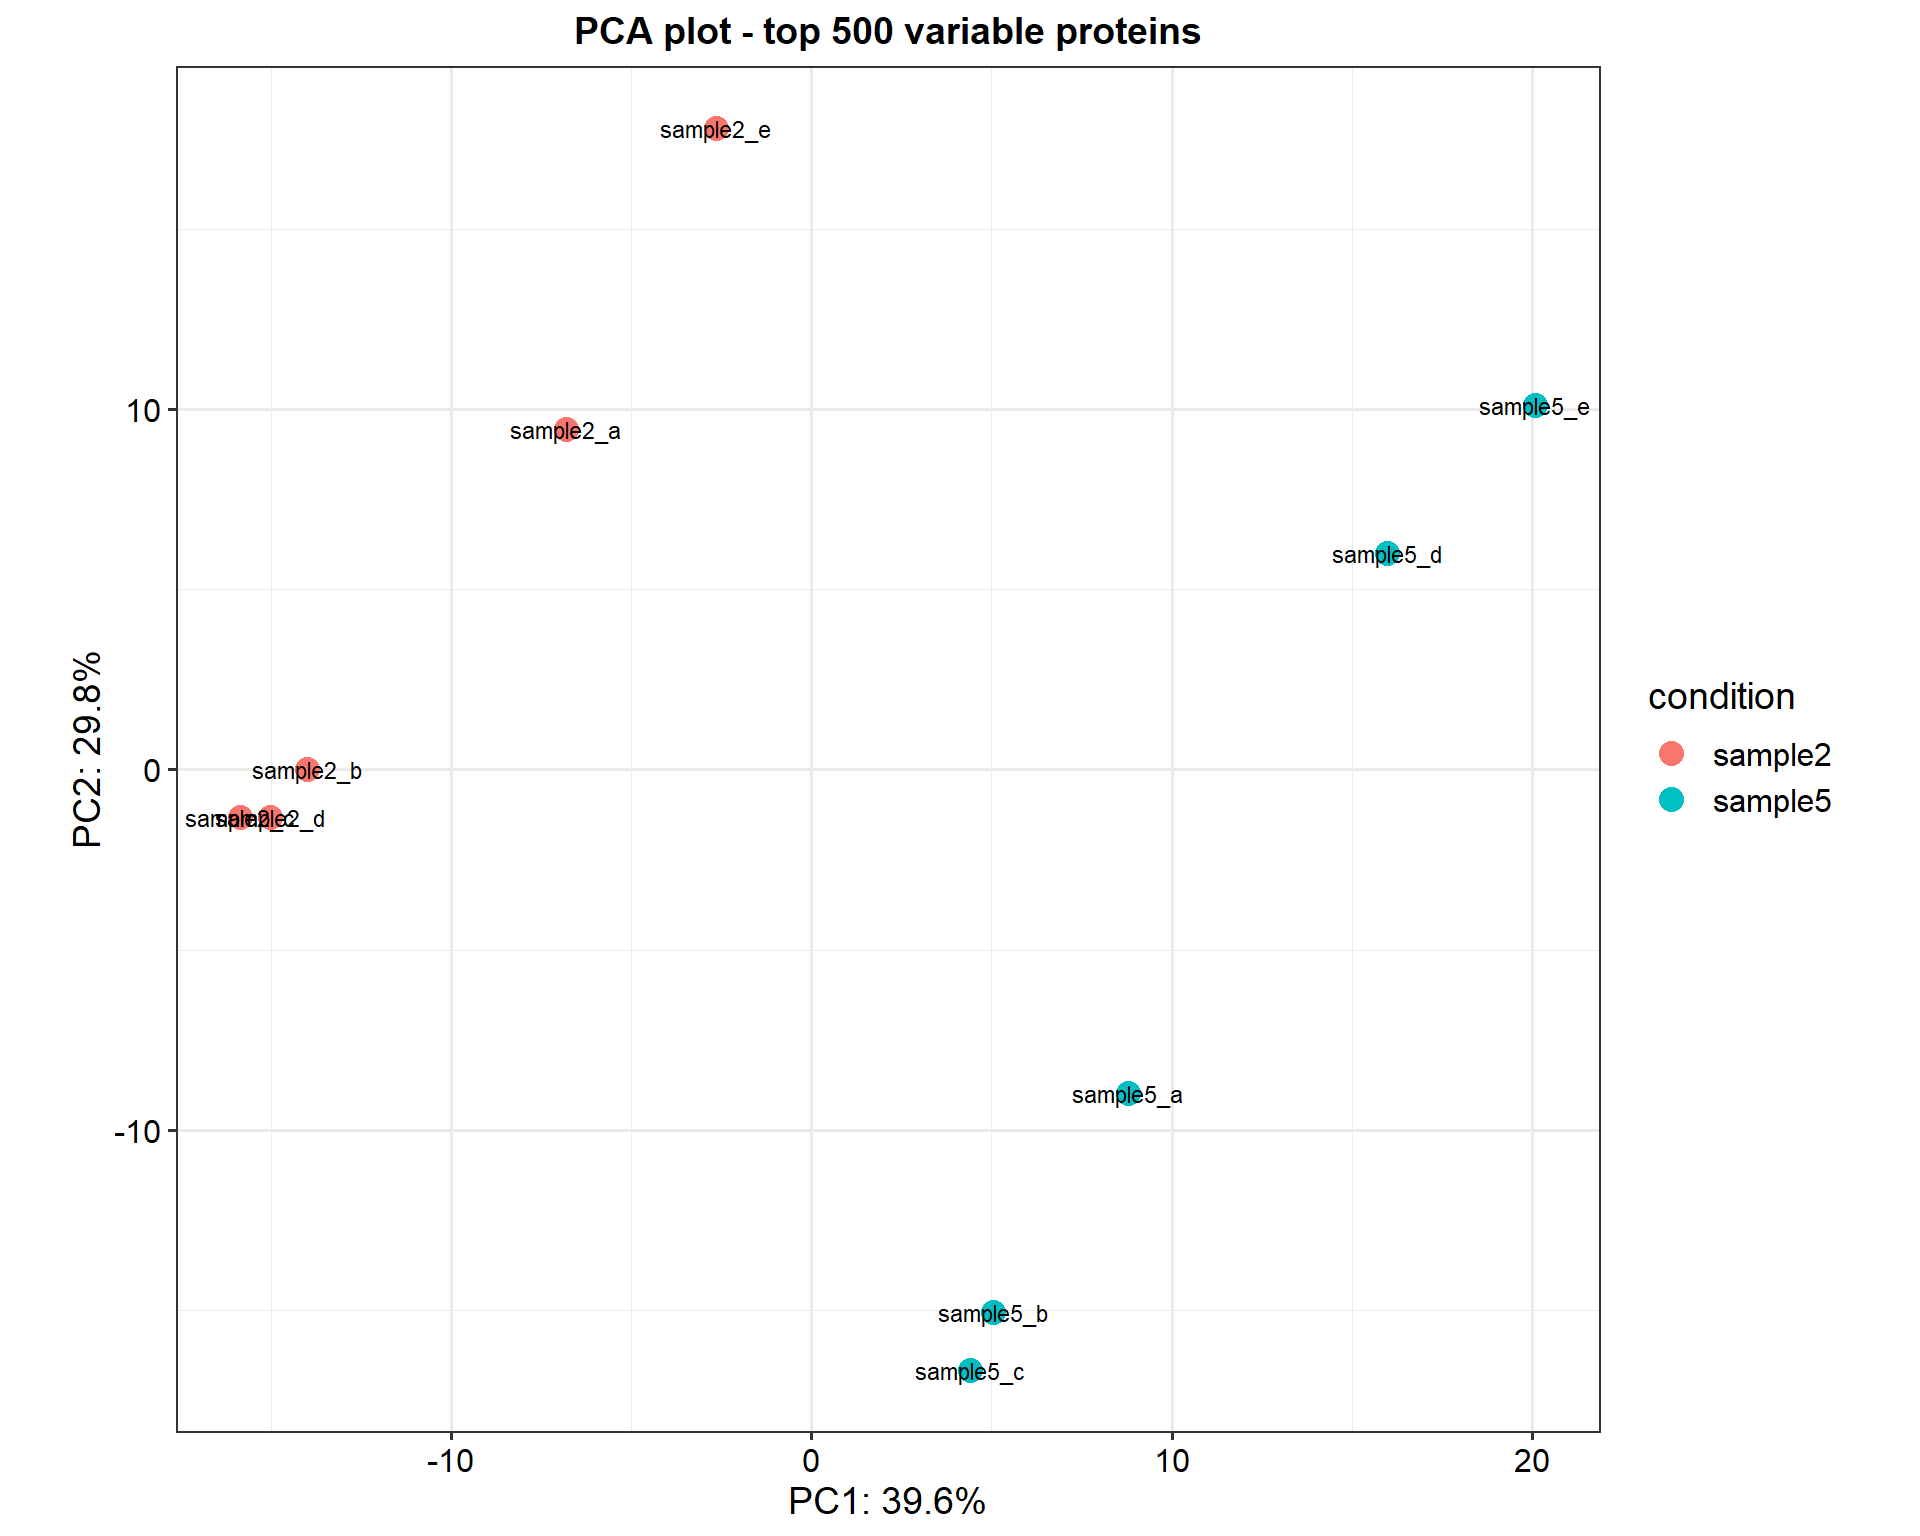 PCA plot - top 500 variable proteins
sample2_e
sample5_e
sample2_a
sample5_d
sample2_b
sample2_c
sample2_d
sample5_a
sample5_b
sample5_c
10
0
-10
PC2: 29.8%
-10
0
10
20
PC1: 39.6%
condition
sample2
sample5